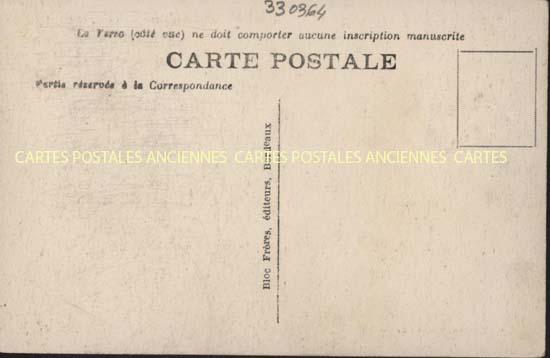 330364
Le Verso (côté vue) ne doit comporter aucune inscription manuscrite
CARTE POSTALE
Partie réservée à la Correspondance
CARTES POSTALES ANCIENNES CARTES POSTALES ANCIENNES CARTES
Bloc Frères, éditeurs, Bordeaux